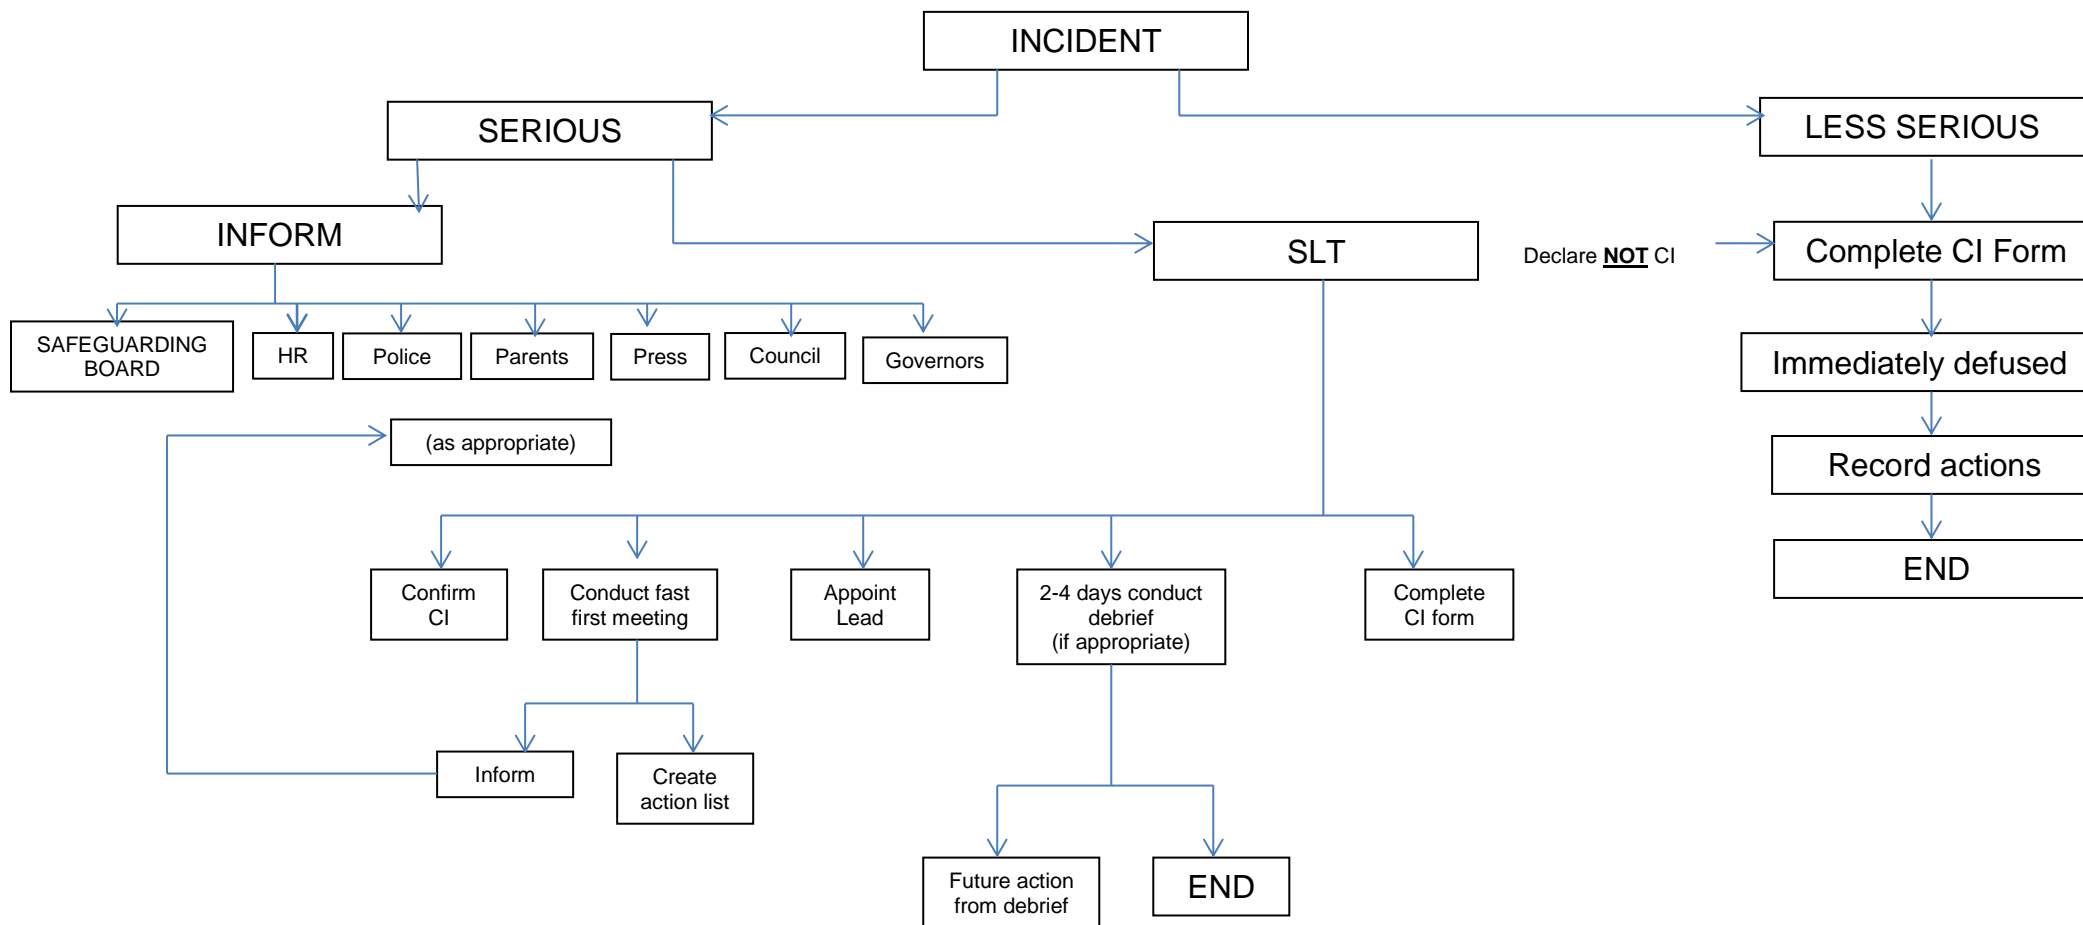 INCIDENT
SERIOUS
LESS SERIOUS
INFORM
SLT
Declare NOT CI
Complete CI Form
SAFEGUARDING
BOARD
HR
Police
Parents
Press
Council
Governors
Immediately defused
(as appropriate)
Record actions
END
Confirm
CI
Conduct fast
first meeting
Appoint
Lead
2-4 days conduct
debrief
(if appropriate)
Complete
CI form
Inform
Create
action list
Future action
from debrief
END